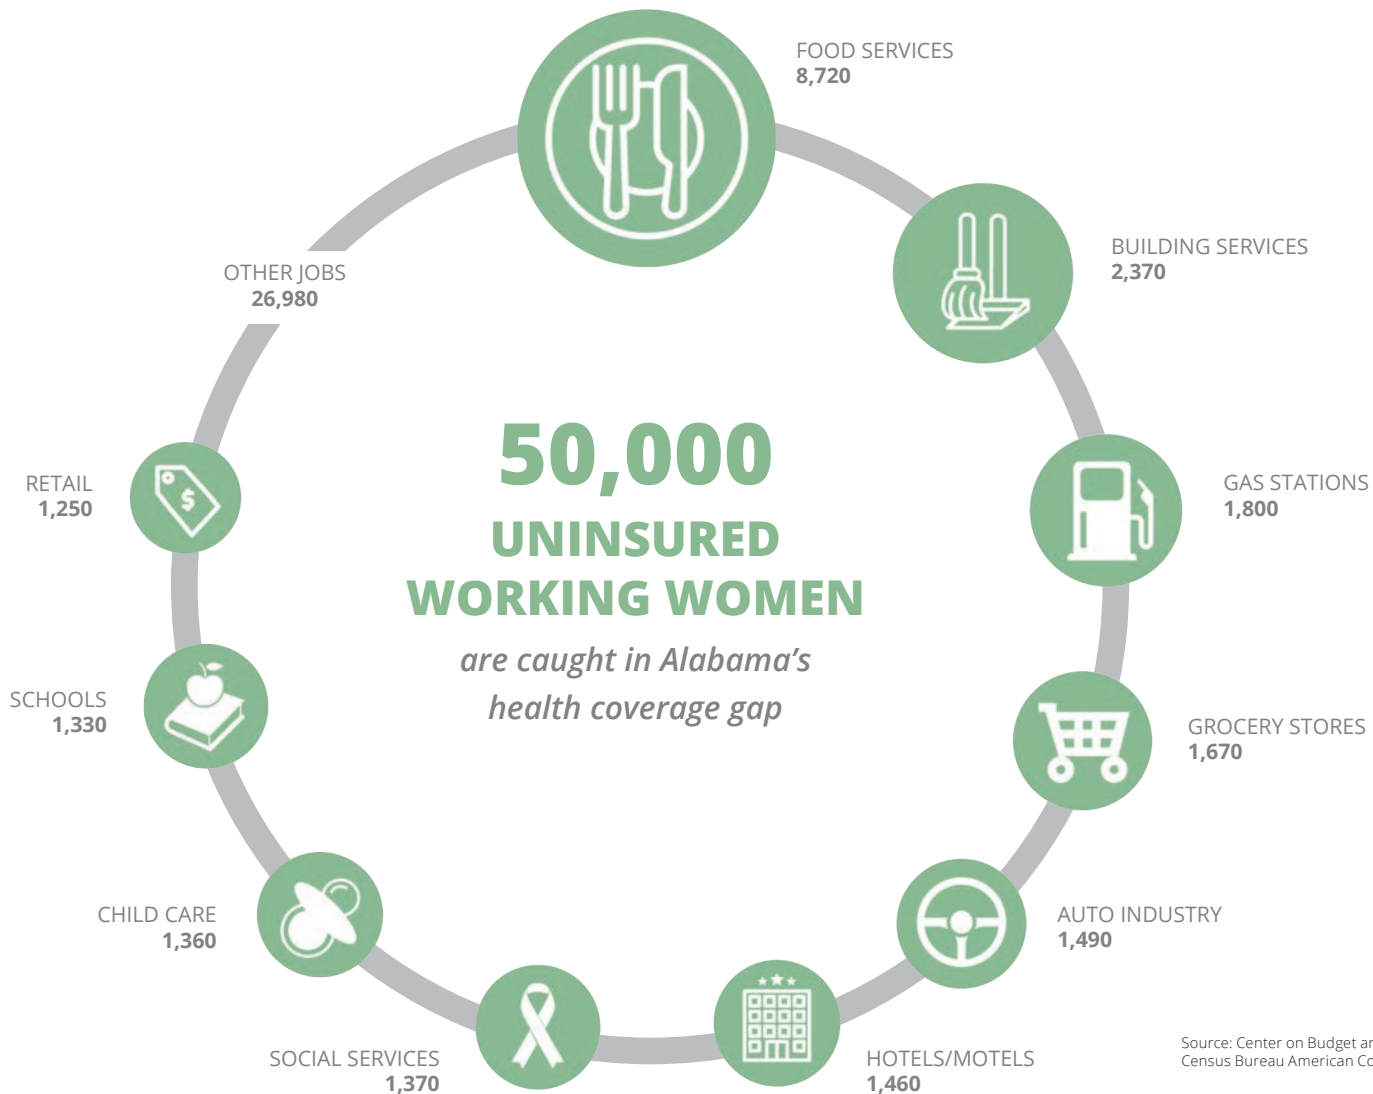 FOOD SERVICES
8,720
BUILDING SERVICES
2,370
OTHER JOBS
26,980
50,000
UNINSURED
WORKING WOMEN
are caught in Alabama's
health coverage gap
RETAIL
1,250
$
GAS STATIONS
1,800
SCHOOLS
1,330
GROCERY STORES
1,670
CHILD CARE
1,360
AUTO INDUSTRY
1,490
SOCIAL SERVICES
1,370
HOTELS/MOTELS
1,460
Source: Center on Budget
Census Bureau American